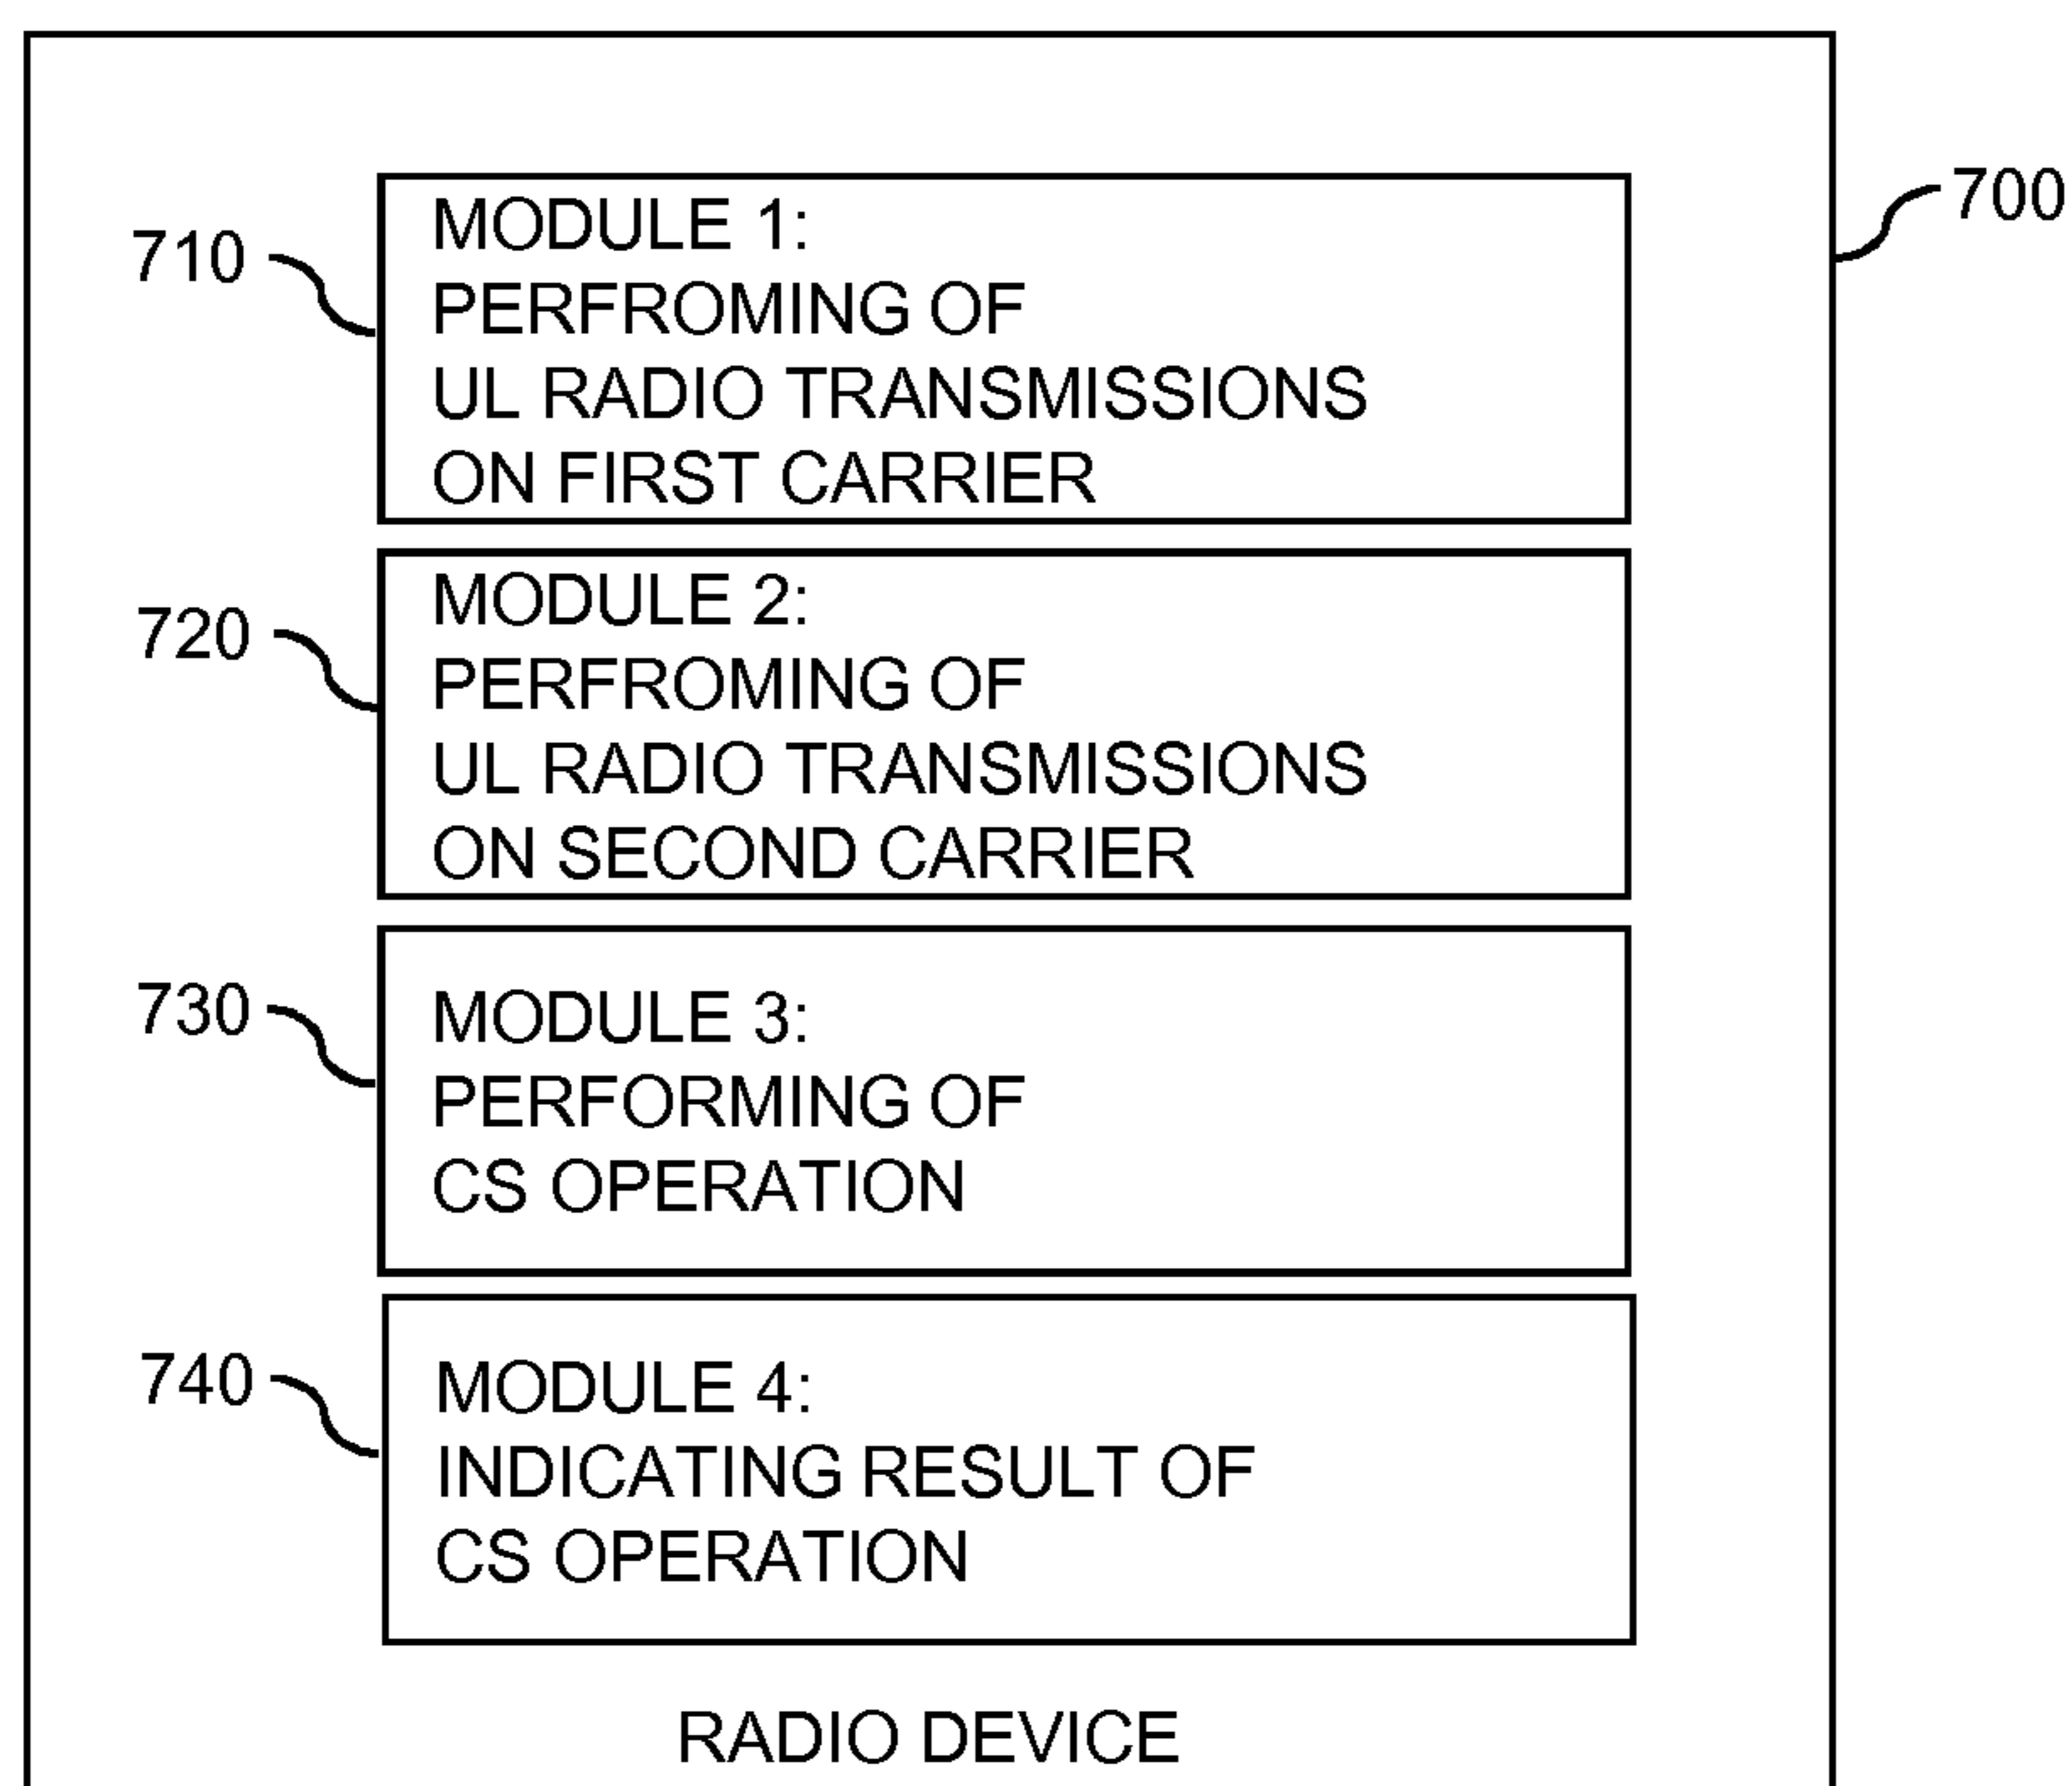 700
710
MODULE 1:
PERFROMING OF
UL RADIO TRANSMISSIONS
ON FIRST CARRIER
720
MODULE 2:
PERFROMING OF
UL RADIO TRANSMISSIONS
ON SECOND CARRIER
730
MODULE 3:
PERFORMING OF
CS OPERATION
740
MODULE 4:
INDICATING RESULT OF
CS OPERATION
RADIO DEVICE